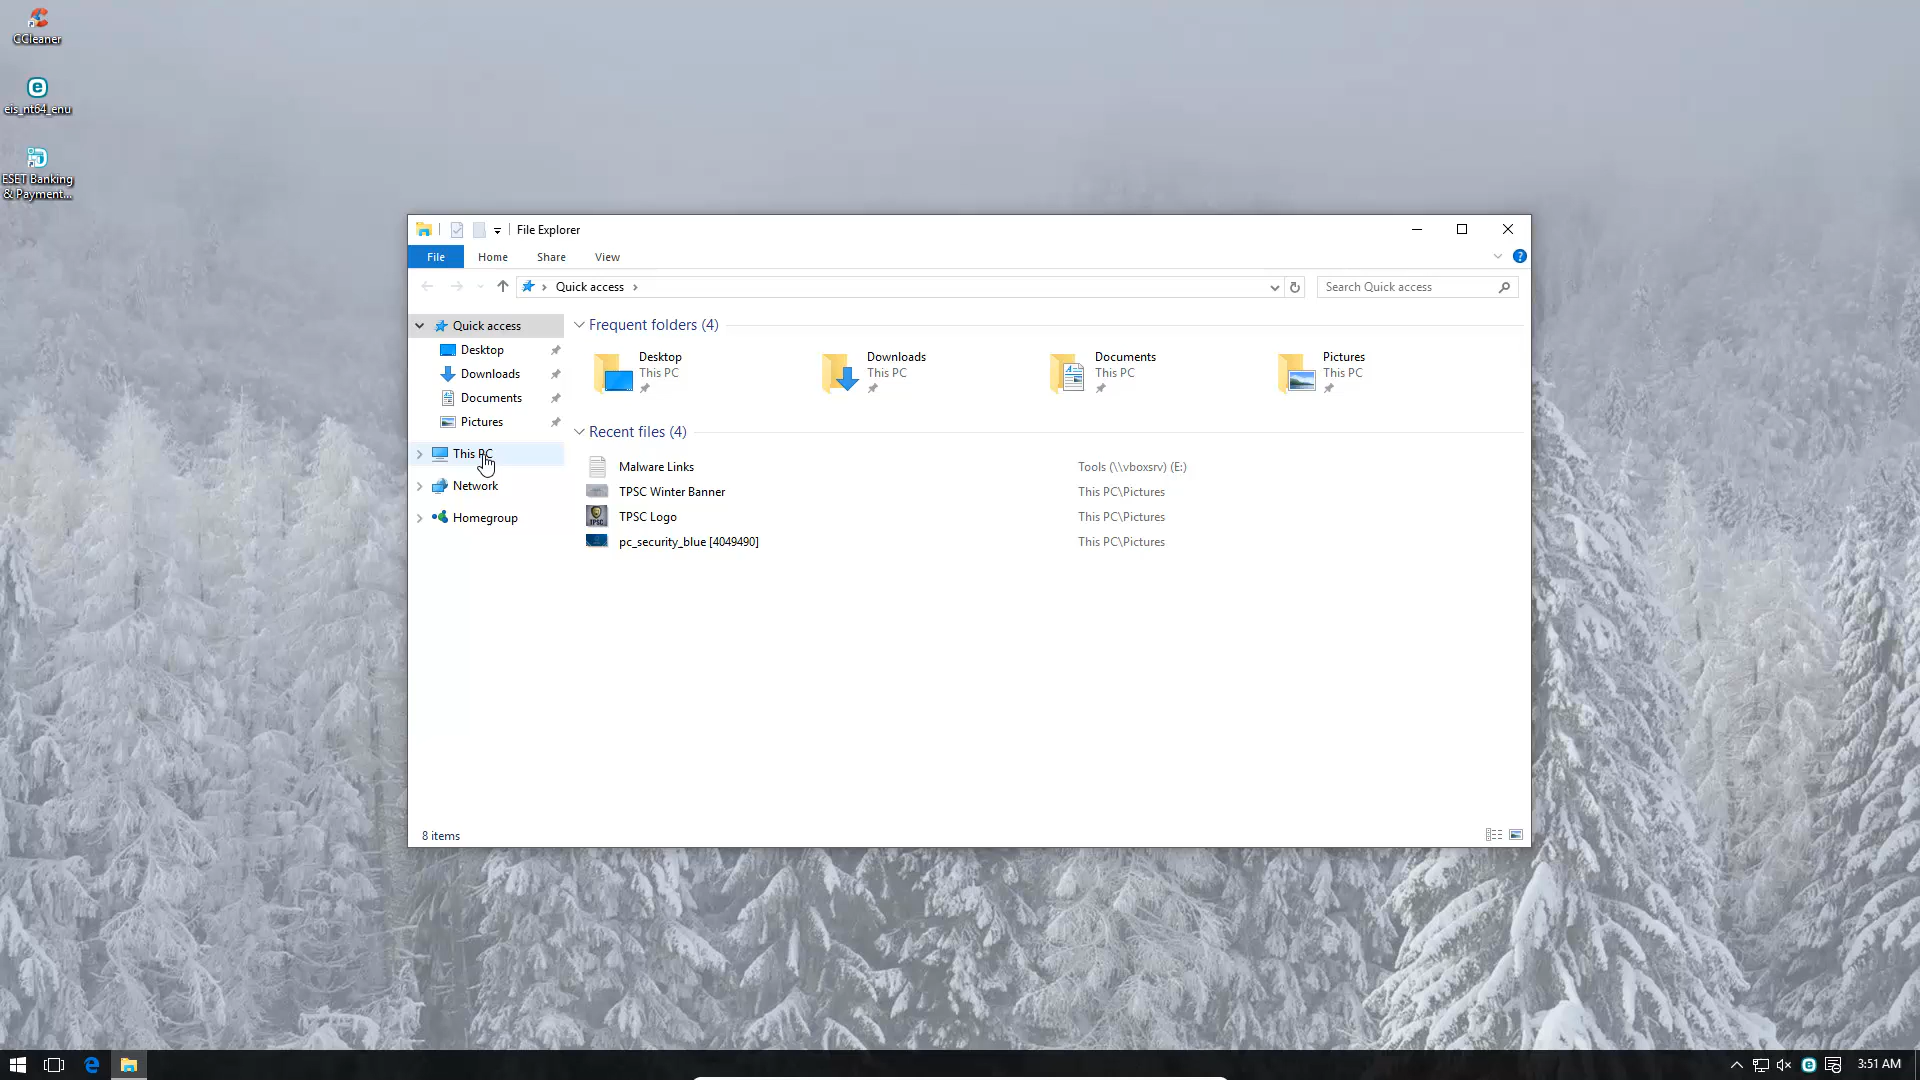 CCleaner
eis_nt64_enu
ESET Banking
& Payment...
File Explorer
File
Home
Share
View
Quick access
Search Quick access
Quick access
Desktop
Downloads
Documents
Pictures
This PC
Network
Homegroup
Frequent folders (4)
Desktop
This PC
Downloads
This PC
Documents
This PC
Pictures
This PC
Recent files (4)
Malware Links
Tools (\\vboxsrv) (E:)
TPSC Winter Banner
This PC\Pictures
TPSC Logo
This PC\Pictures
pc_security_blue [4049490]
This PC\Pictures
8 items
3:51 AM